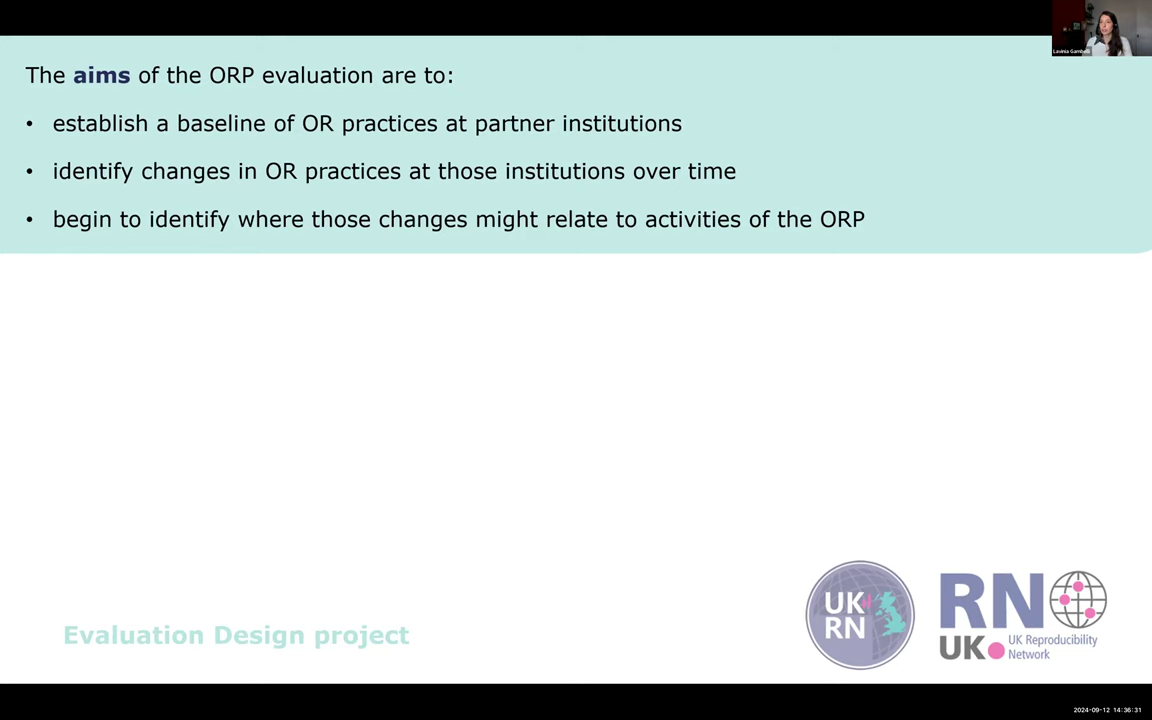 Lavinia Gambelli
The aims of the ORP evaluation are to:
• establish a baseline of OR practices at partner institutions
• identify changes in OR practices at those institutions over time
• begin to identify where those changes might relate to activities of the ORP
Evaluation Design project
UK
RN
RN
UK
UK Reproducibility
Network
2024-09-12 14:36:31